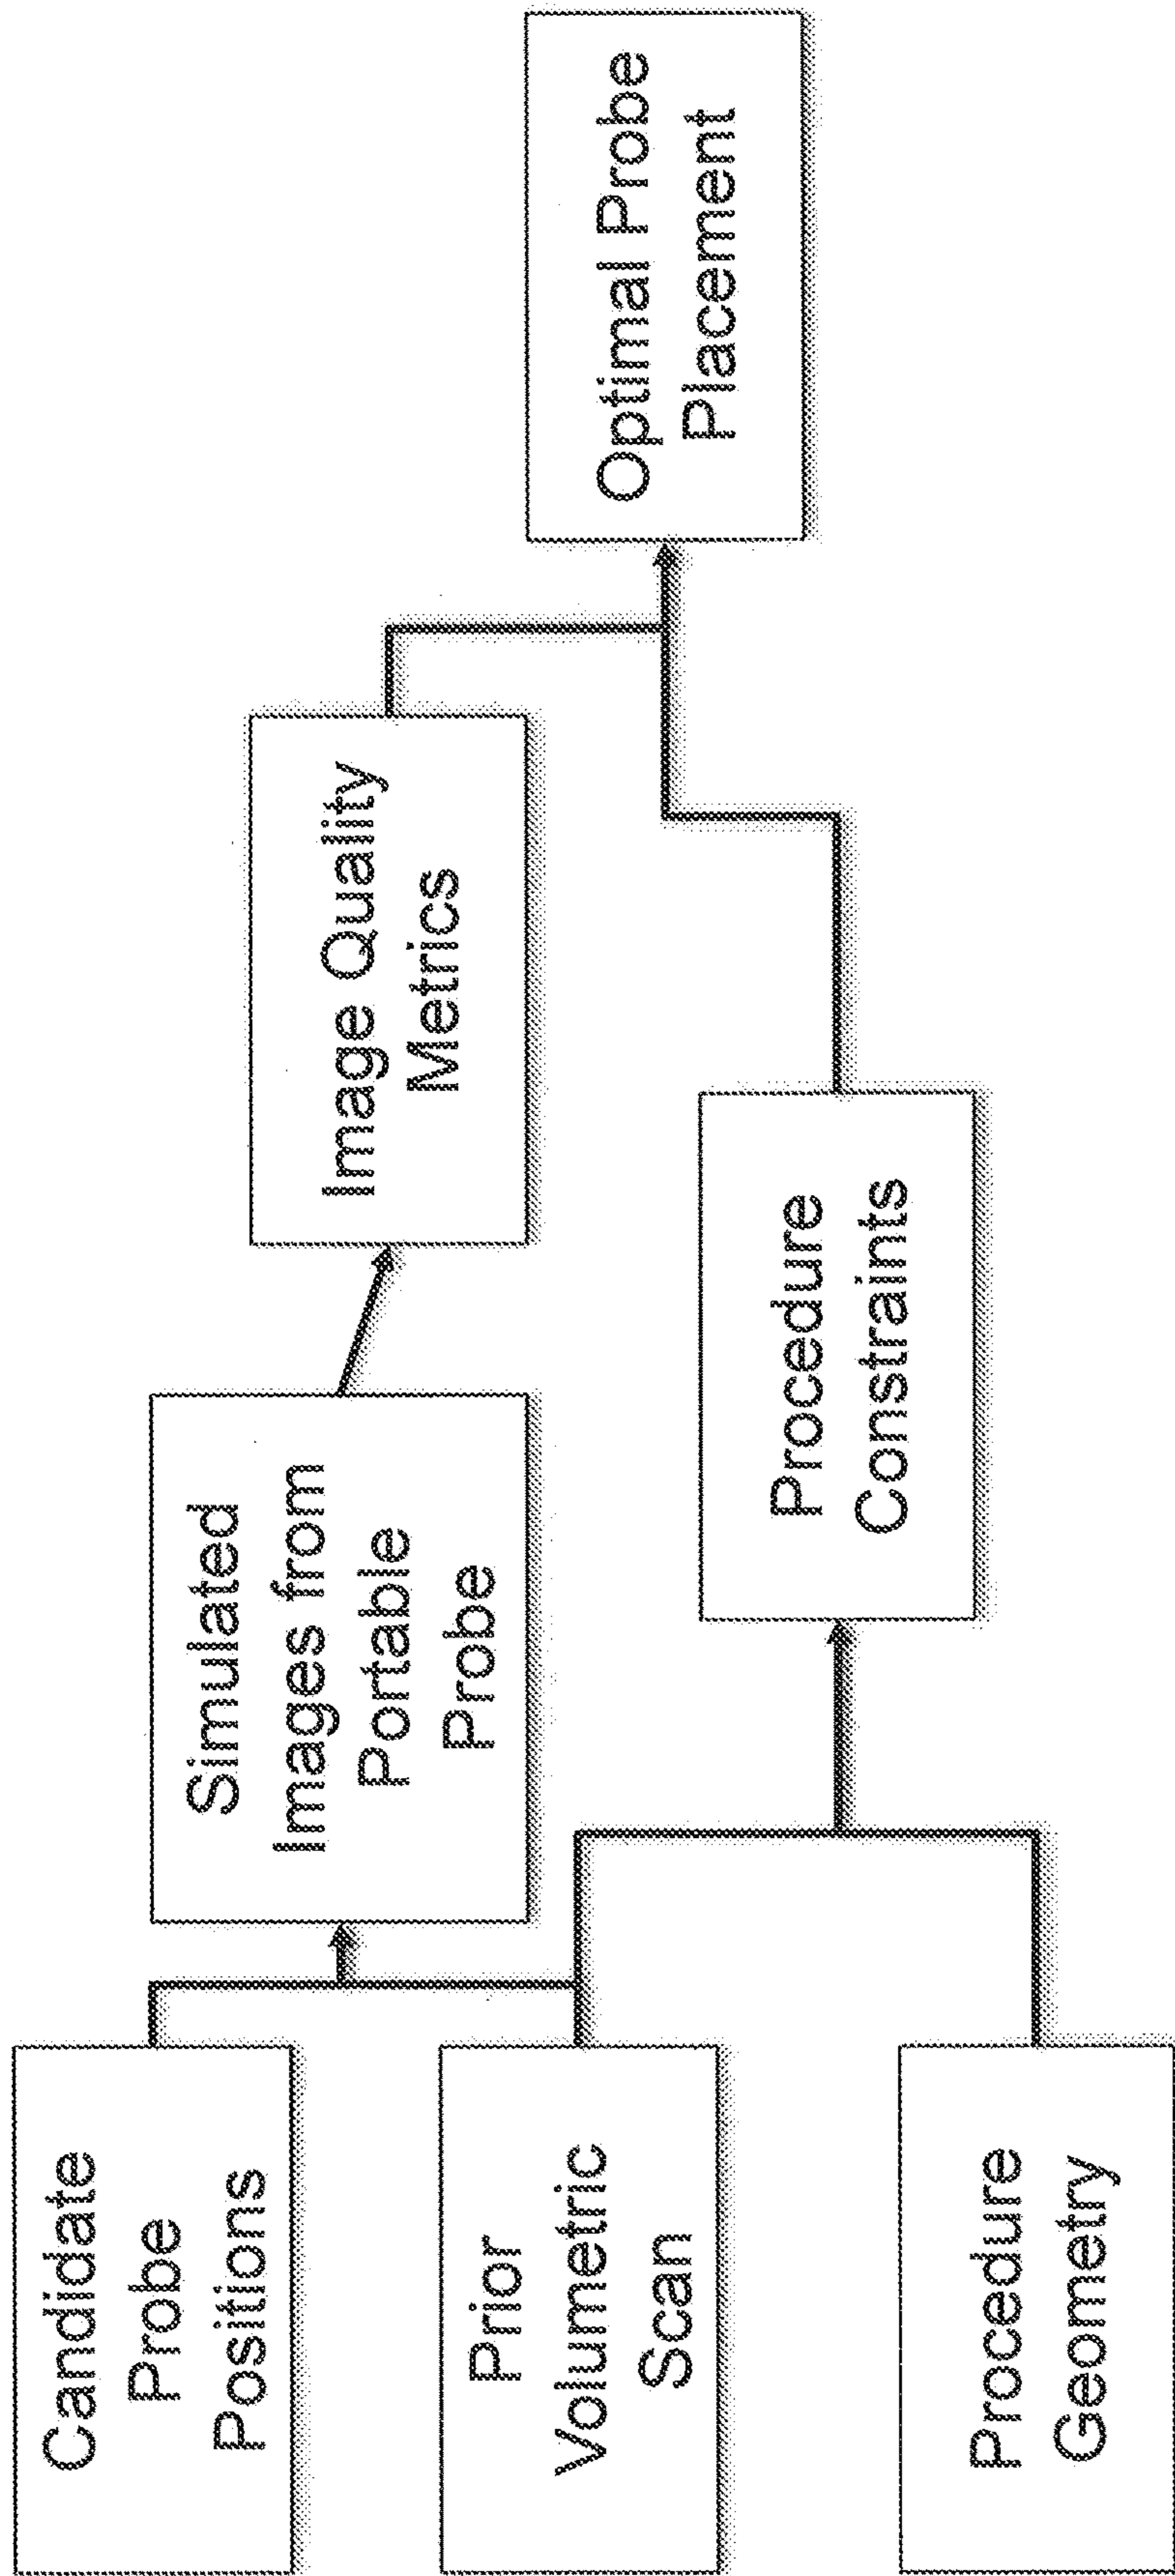 Candidate
Probe
Positions
Prior
Volumetric
Scan
Procedure
Geometry
Simulated
Images from
Portable
Probe
Procedure
Constraints
Image Quality
Metrics
Optimal Probe
Placement